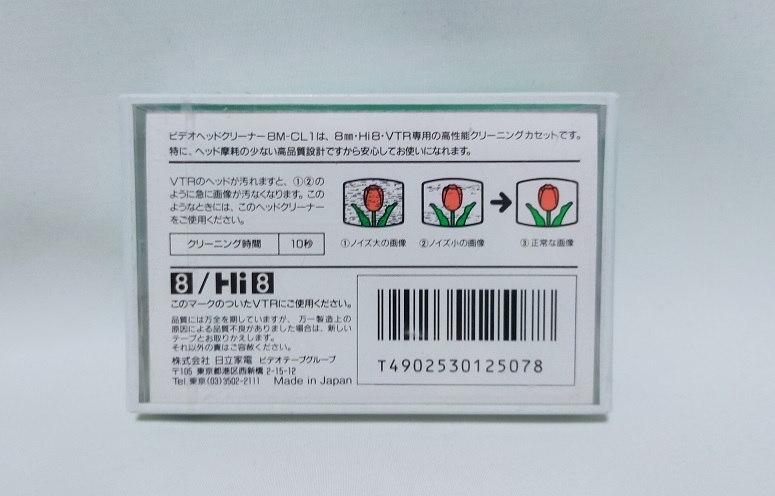 ビデオヘッドクリーナー8M-CL1は、8㎜・Hi8・VTR専用の高性能クリーニングカセットです。
特に、ヘッド摩耗の少ない高品質設計ですから安心してお使いになれます。
VTRのヘッドが汚れますと、①②の
ように急に画像が汚なくなります。この
ようなときには、このヘッドクリーナー
をご使用ください。
クリーニング時間 10秒
①ノイズ大の画像 ②ノイズ小の画像 ③正常な画像
8/Hi8
このマークのついたVTRにご使用ください。
品質には万全を期していますが、万一製造上の
原因による品質不良がありました場合は、新しい
テープとお取りかえします。
それ以外の責はご容赦ください。
株式会社 日立家電 ビデオテープグループ
〒105 東京都港区西新橋 2-15-12
Tel 東京(03)3502-2111 Made in Japan
T4902530125078